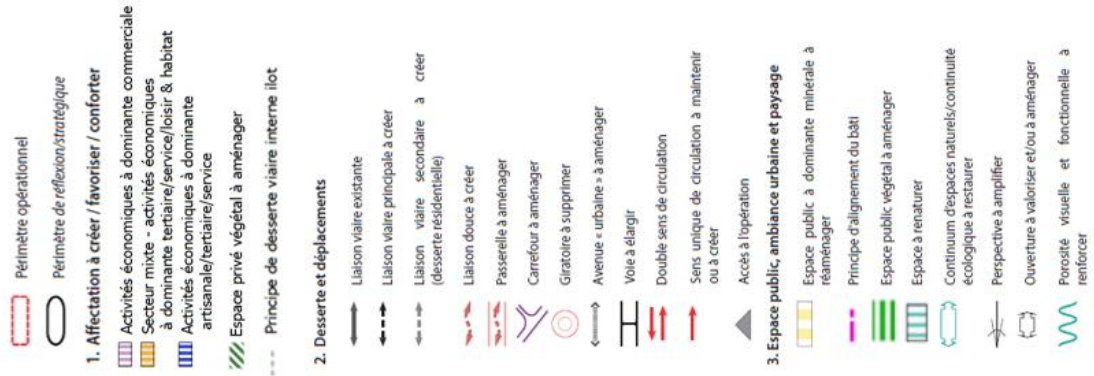 Périmètre opérationnel
Périmètre de réflexion/stratégique
1. Affectation à créer / favoriser / conforter
Activités économiques à dominante commerciale
Secteur mixte - activités économiques
à dominante tertiaire/service/loisir & habitat
Activités économiques à dominante
artisanale/tertiaire/service
Espace privé végétal à aménager
Principe de desserte viaire interne ilot
2. Desserte et déplacements
Liaison viaire existante
Liaison viaire principale à créer
Liaison viaire secondaire à créer
(desserte résidentielle)
Liaison douce à créer
Passerelle à aménager
Carrefour à aménager
Giratoire à supprimer
Avenue « urbaine » à aménager
Voie à élargir
Double sens de circulation
Sens unique de circulation à maintenir
ou à créer
Accès à l'opération
3. Espace public, ambiance urbaine et paysage
Espace public à dominante minérale à
réaménager
Principe d'alignement du bâti
Espace public végétal à aménager
Espace à renaturer
Continuum d'espaces naturels/continuité
écologique à restaurer
Perspective à amplifier
Ouverture à valoriser et/ou à aménager
Porosité visuelle et fonctionnelle à
renforcer